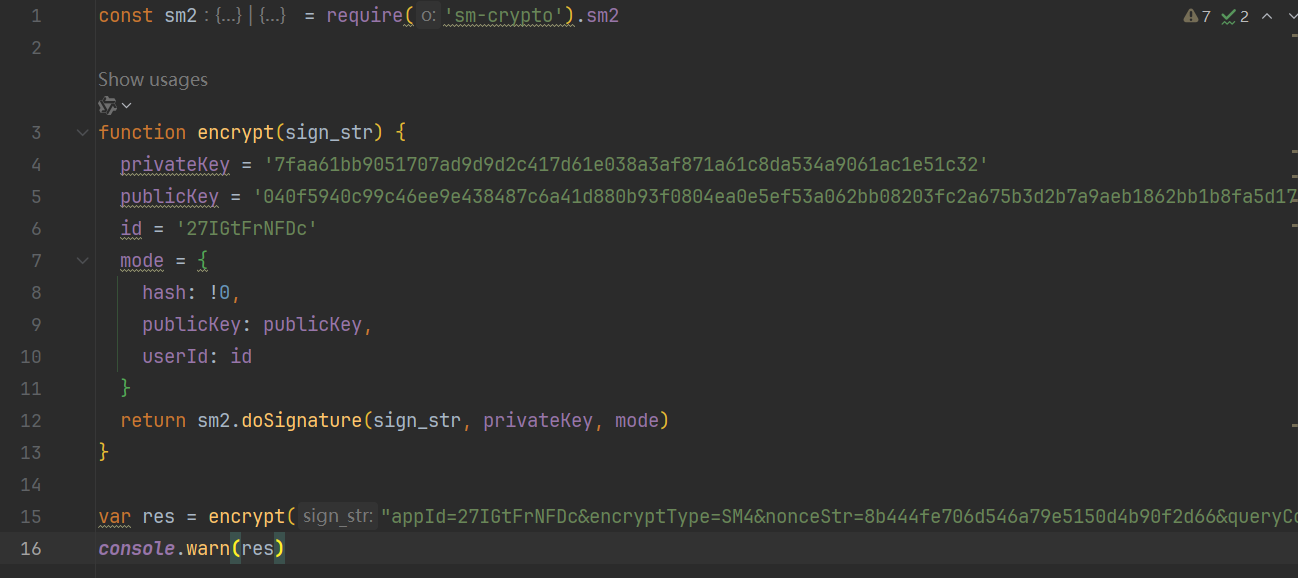 1 const sm2 : {...} | {...} = require( o: 'sm-crypto').sm2
7 2
2
Show usages
3 function encrypt(sign_str) {
4 privateKey = '7faa61bb9051707ad9d9d2c417d61e038a3af871a61c8da534a9061ac1e51c32'
5 publicKey = '040f5940c99c46ee9e438487c6a41d880b93f0804ea0e5ef53a062bb08203fc2a675b3d2b7a9aeb1862bb1b8fa5d17
6 id = '27IGtFrNFDc'
7 mode = {
8 hash: !0,
9 publicKey: publicKey,
10 userId: id
11 }
12 return sm2.doSignature(sign_str, privateKey, mode)
13 }
14
15 var res = encrypt( sign_str: "appId=27IGtFrNFDc&encryptType=SM4&nonceStr=8b444fe706d546a79e5150d4b90f2d66&queryCo
16 console.warn(res)